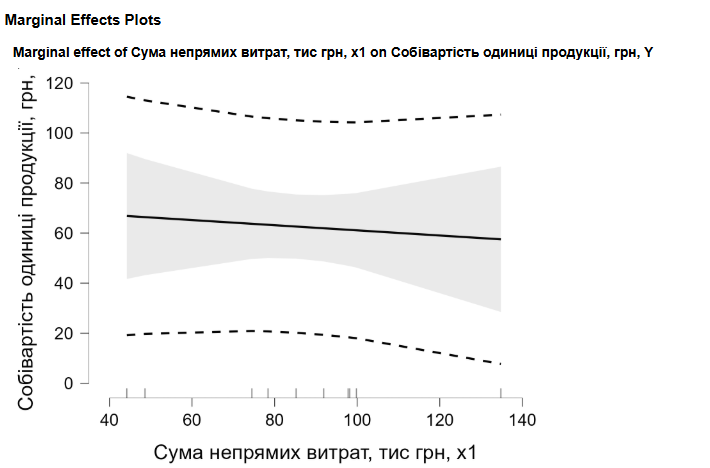 Marginal Effects Plots
Marginal effect of Сума непрямих витрат, тис грн, x1 on Собівартість одиниці продукції, грн, Y
Собівартість одиниці продукції, грн,
120
100
80
60
40
20
0
40 60 80 100 120 140
Сума непрямих витрат, тис грн, x1